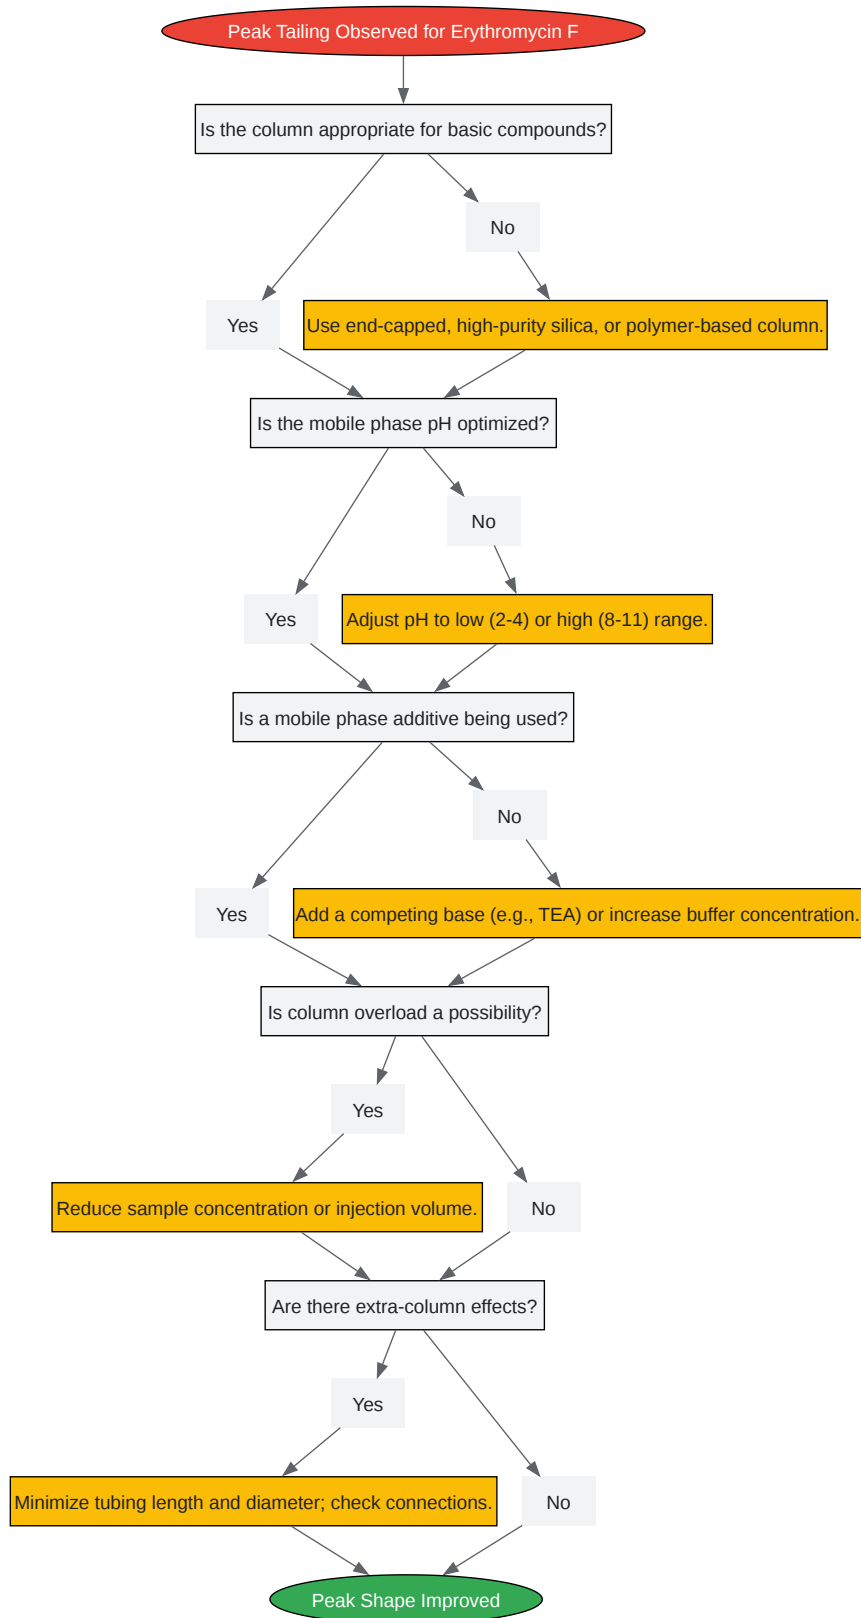 Peak Tailing Observed for Erythromycin F
Is the column appropriate for basic compounds?
No
Yes
Use end-capped, high-purity silica, or polymer-based column.
Is the mobile phase pH optimized?
No
Yes
Adjust pH to low (2-4) or high (8-11) range.
Is a mobile phase additive being used?
No
Yes
Add a competing base (e.g., TEA) or increase buffer concentration.
Is column overload a possibility?
Yes
Reduce sample concentration or injection volume.
No
Are there extra-column effects?
Yes
Minimize tubing length and diameter; check connections.
No
Peak Shape Improved